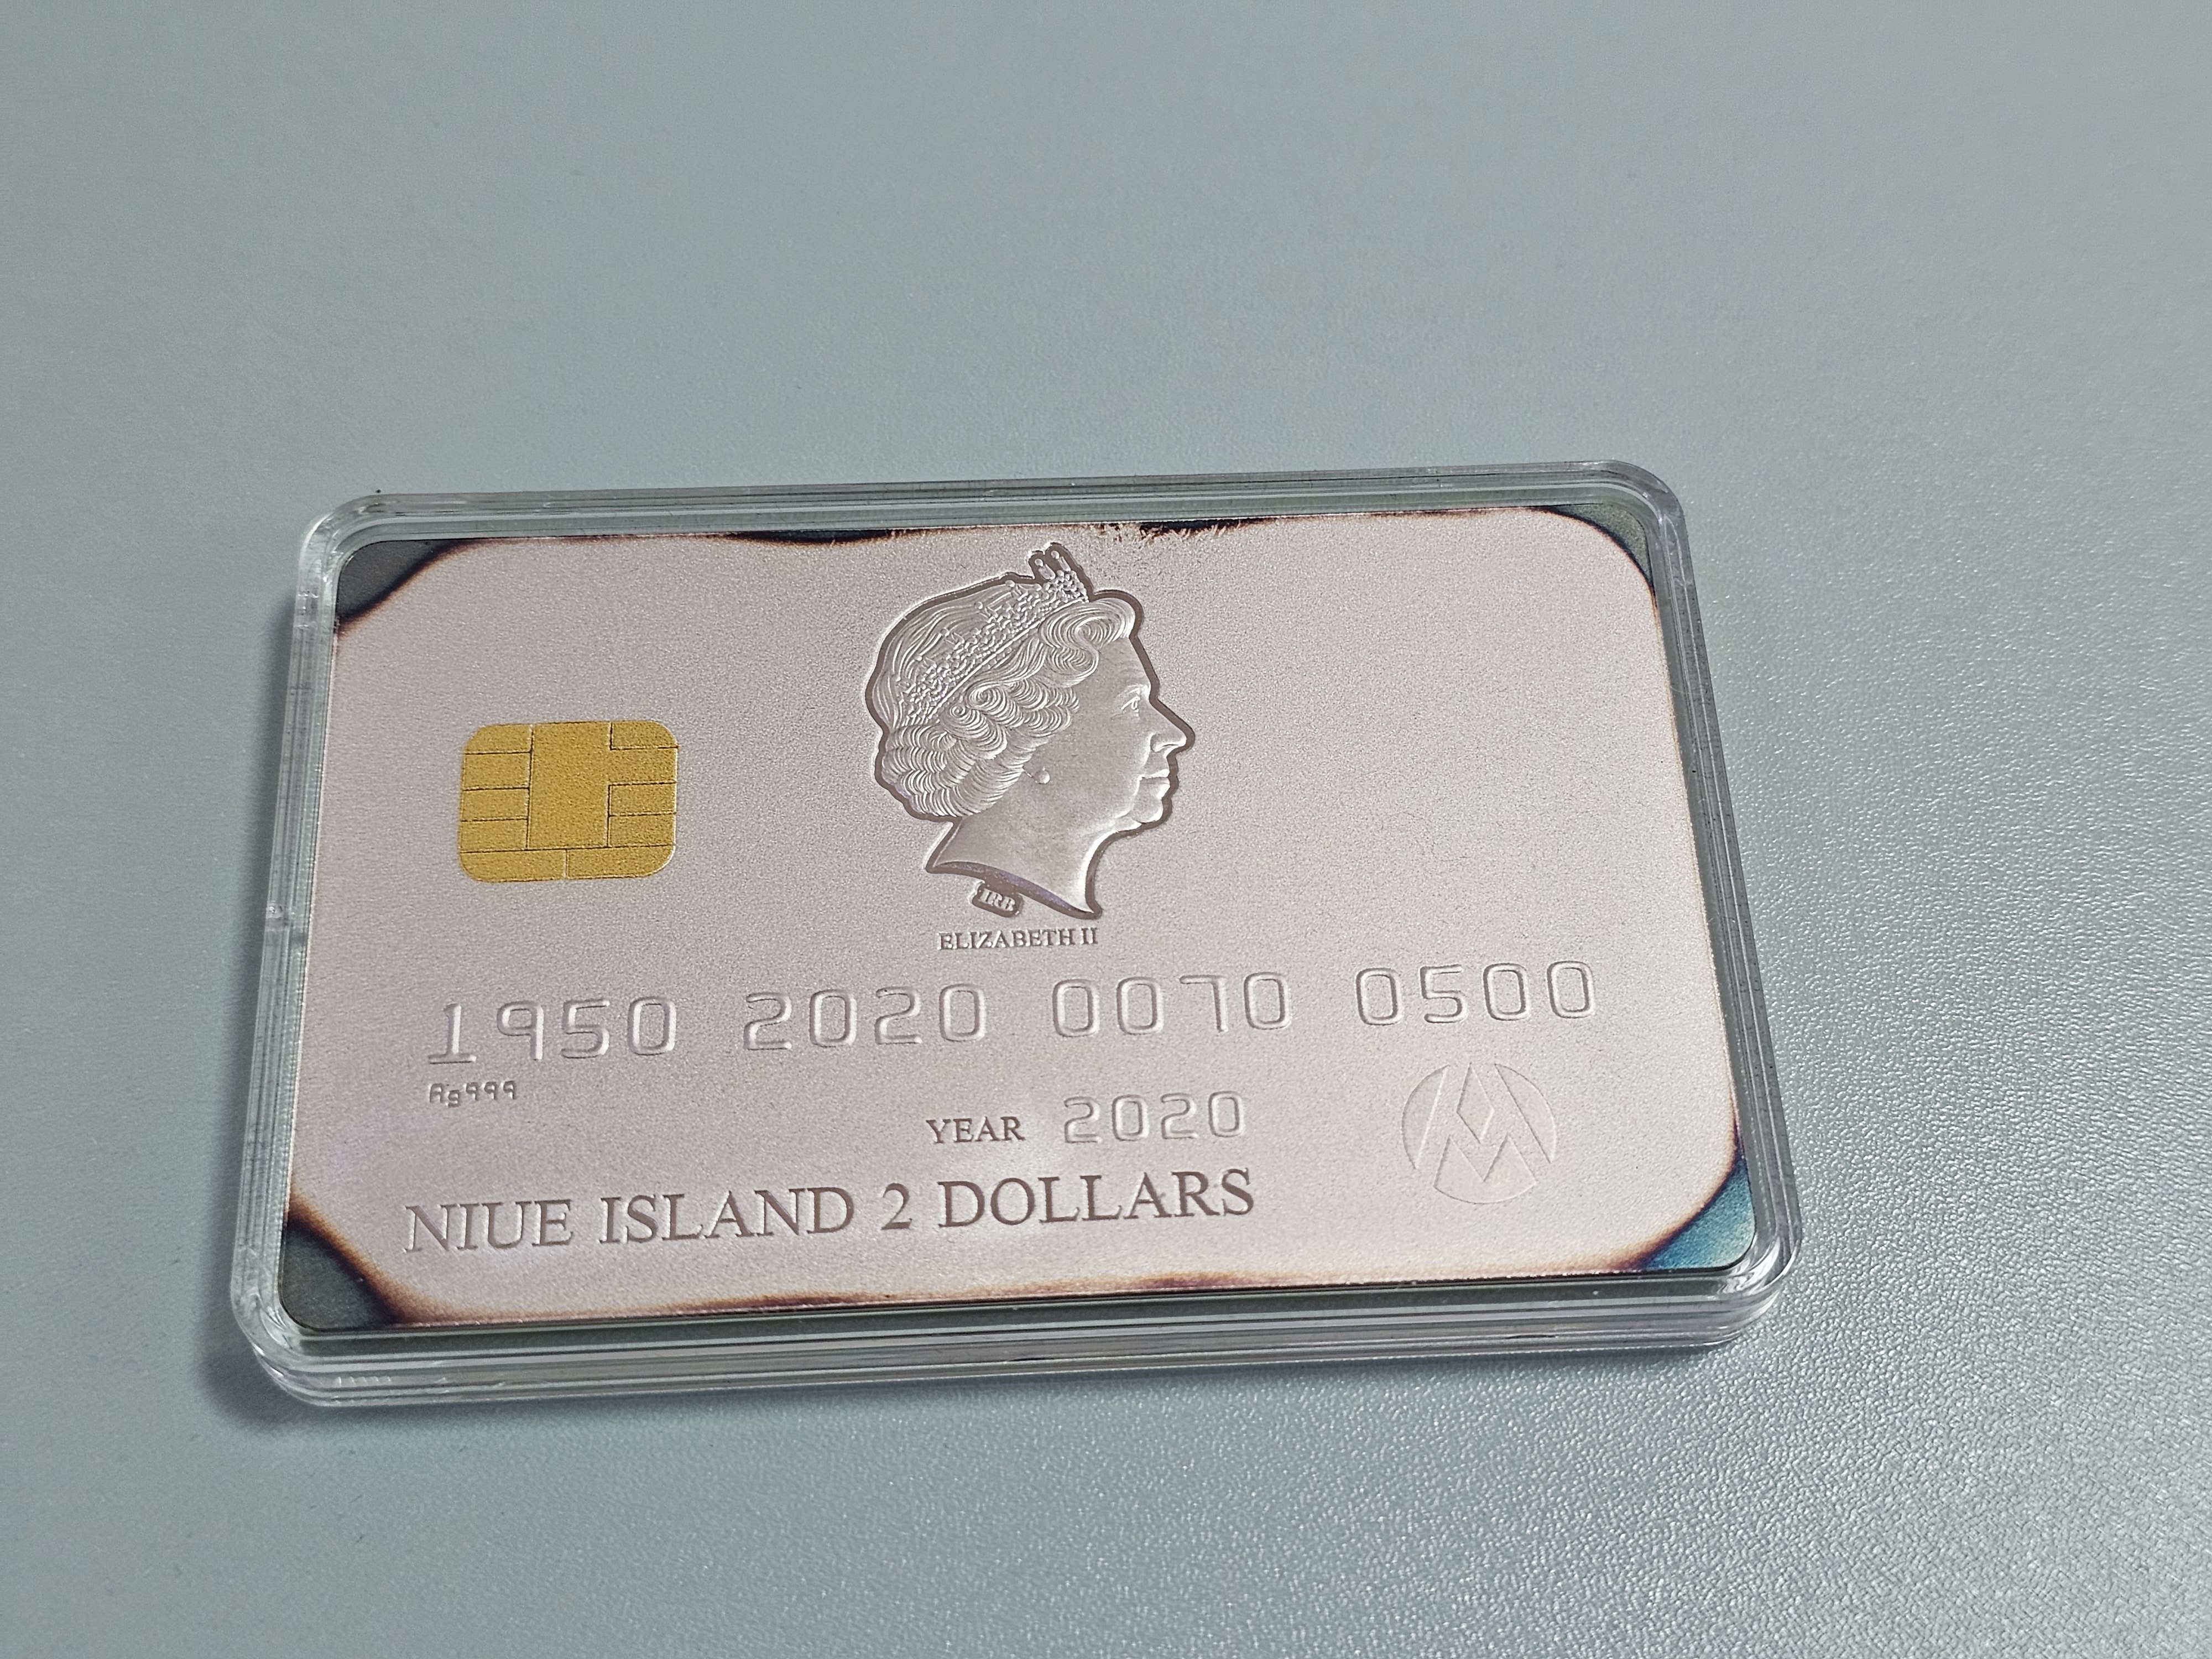 IRB
ELIZABETH II
1950 2020 0070 0500
Ag999
YEAR 2020
NIUE ISLAND 2 DOLLARS